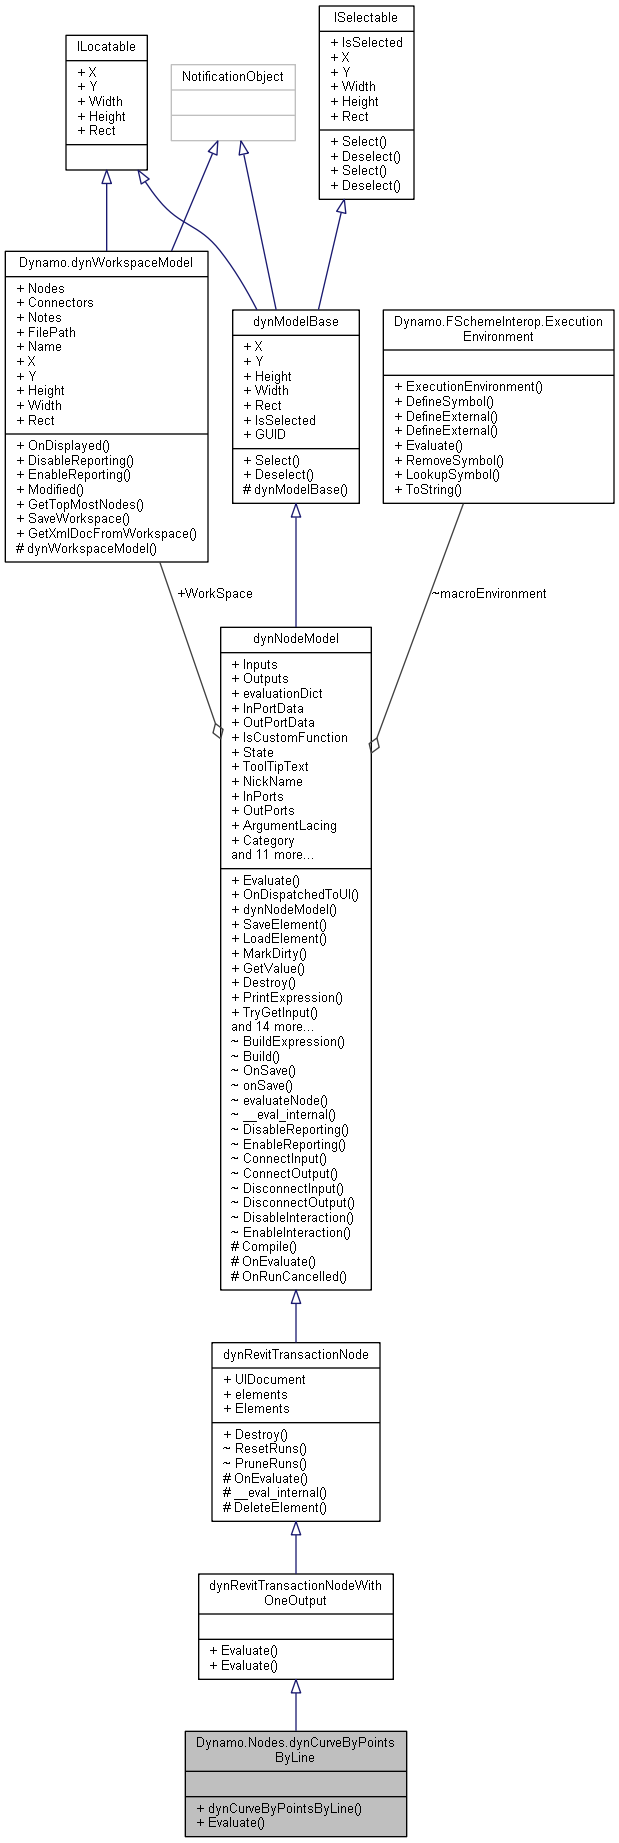 ISelectable
+ IsSelected
+ X
+ Y
+ Width
+ Height
+ Rect
+ Select()
+ Deselect()
+ Select()
+ Deselect()
ILocatable
+ X
+ Y
+ Width
+ Height
+ Rect
NotificationObject
Dynamo.dynWorkspaceModel
+ Nodes
+ Connectors
+ Notes
+ FilePath
+ Name
+ X
+ Y
+ Height
+ Width
+ Rect
+ OnDisplayed()
+ DisableReporting()
+ EnableReporting()
+ Modified()
+ GetTopMostNodes()
+ SaveWorkspace()
+ GetXmlDocFromWorkspace()
# dynWorkspaceModel()
dynModelBase
+ X
+ Y
+ Height
+ Width
+ Rect
+ IsSelected
+ GUID
+ Select()
+ Deselect()
# dynModelBase()
Dynamo.FSchemeInterop.Execution
Environment
+ ExecutionEnvironment()
+ DefineSymbol()
+ DefineExternal()
+ DefineExternal()
+ Evaluate()
+ RemoveSymbol()
+ LookupSymbol()
+ ToString()
+WorkSpace
~macroEnvironment
dynNodeModel
+ Inputs
+ Outputs
+ evaluationDict
+ InPortData
+ OutPortData
+ IsCustomFunction
+ State
+ ToolTipText
+ NickName
+ InPorts
+ OutPorts
+ ArgumentLacing
+ Category
and 11 more...
+ Evaluate()
+ OnDispatchedToUI()
+ dynNodeModel()
+ SaveElement()
+ LoadElement()
+ MarkDirty()
+ GetValue()
+ Destroy()
+ PrintExpression()
+ TryGetInput()
and 14 more...
~ BuildExpression()
~ Build()
~ OnSave()
~ onSave()
~ evaluateNode()
~ __eval_internal()
~ DisableReporting()
~ EnableReporting()
~ ConnectInput()
~ ConnectOutput()
~ DisconnectInput()
~ DisconnectOutput()
~ DisableInteraction()
~ EnableInteraction()
# Compile()
# OnEvaluate()
# OnRunCancelled()
dynRevitTransactionNode
+ UIDocument
+ elements
+ Elements
+ Destroy()
~ ResetRuns()
~ PruneRuns()
# OnEvaluate()
# __eval_internal()
# DeleteElement()
dynRevitTransactionNodeWith
OneOutput
+ Evaluate()
+ Evaluate()
Dynamo.Nodes.dynCurveByPoints
ByLine
+ dynCurveByPointsByLine()
+ Evaluate()